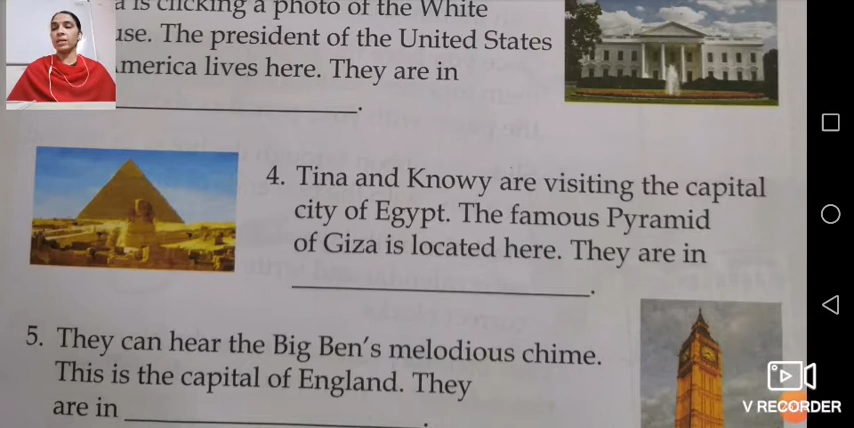 a is clicking a photo of the White
use. The president of the United States
merica lives here. They are in
4. Tina and Knowy are visiting the capital
city of Egypt. The famous Pyramid
of Giza is located here. They are in
5. They can hear the Big Ben's melodious chime.
This is the capital of England. They
are in
V RECORDER